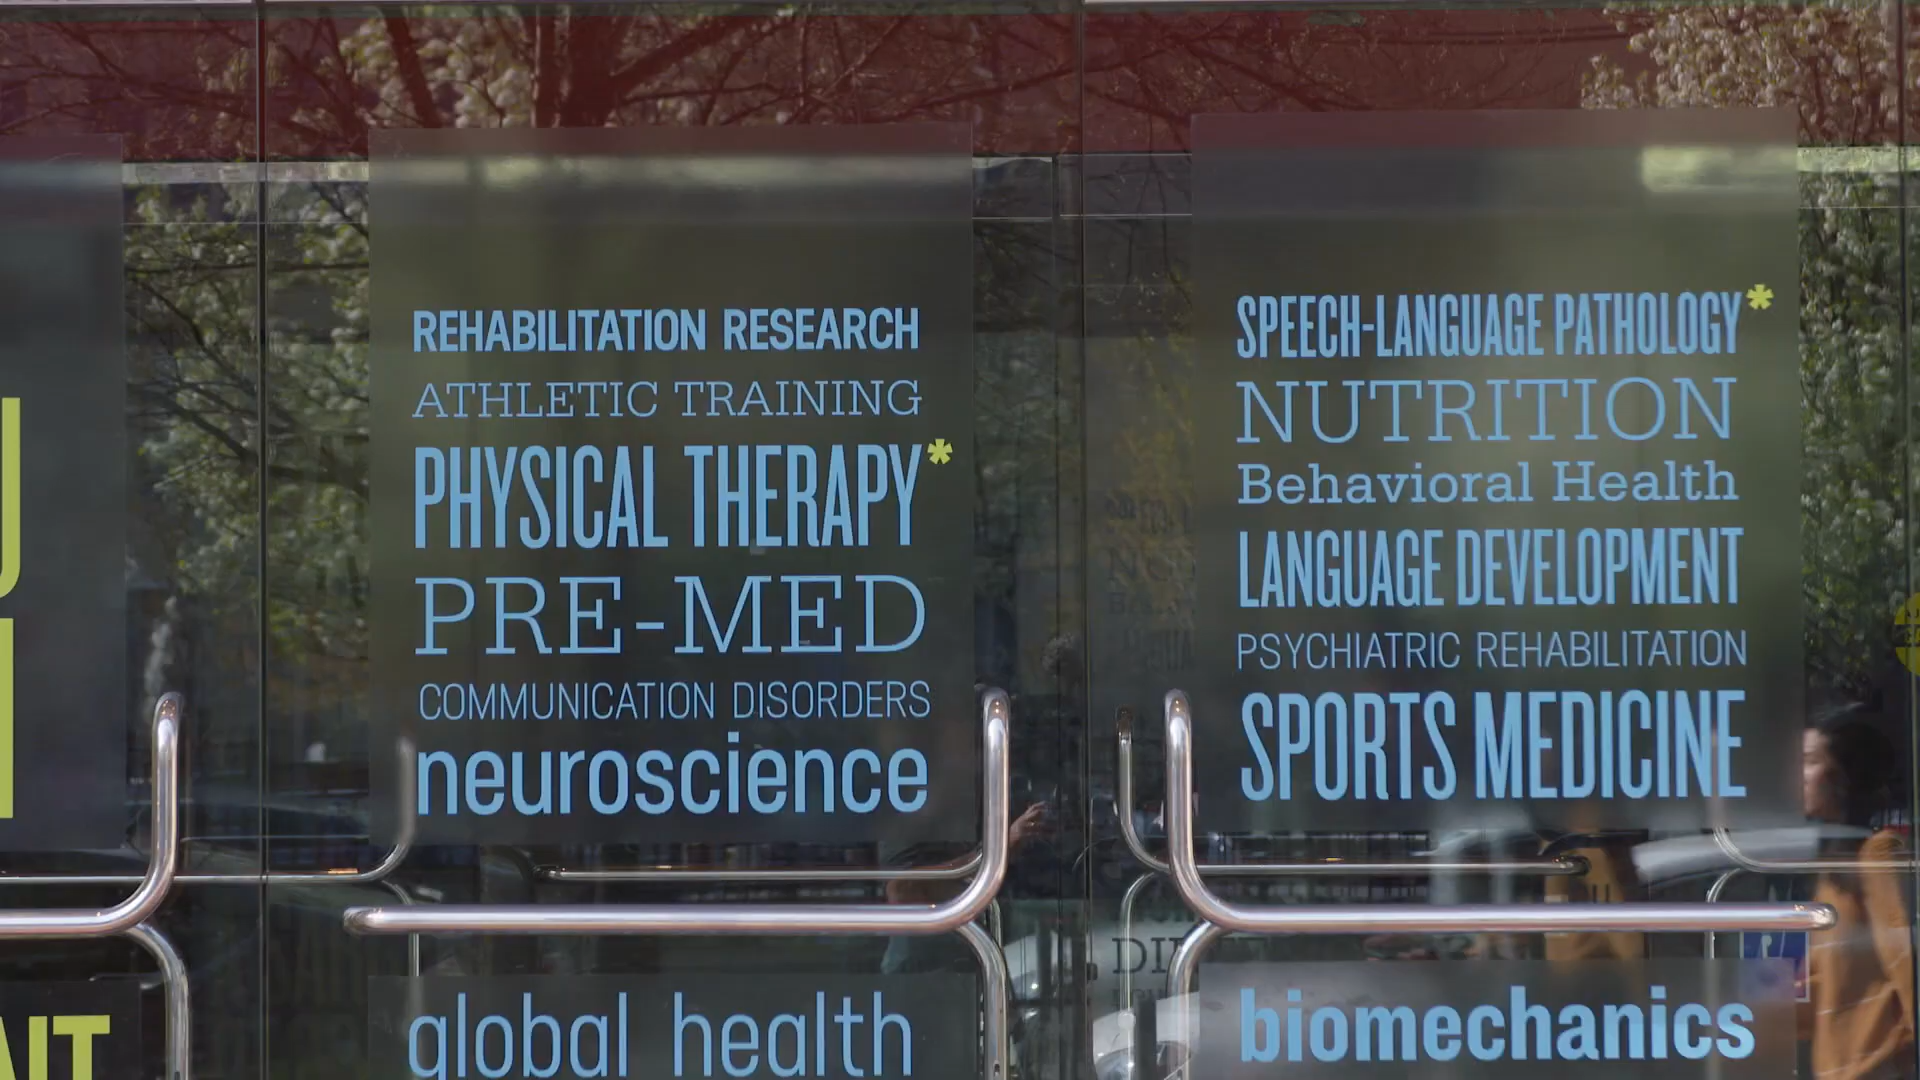 REHABILITATION RESEARCH
ATHLETIC TRAINING
PHYSICAL THERAPY*
PRE-MED
COMMUNICATION DISORDERS
neuroscience
global health
SPEECH-LANGUAGE PATHOLOGY*
NUTRITION
Behavioral Health
LANGUAGE DEVELOPMENT
PSYCHIATRIC REHABILITATION
SPORTS MEDICINE
biomechanics